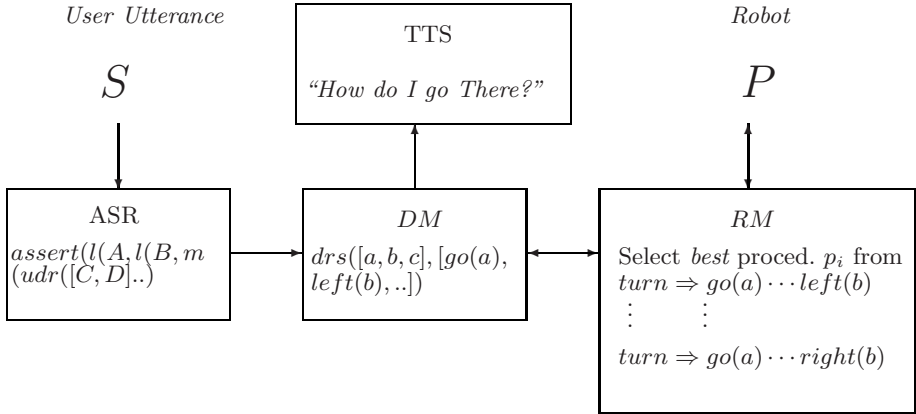 User Utterance
S
TTS
“How do I go There?”
Robot
P
ASR
assert(l(A, l(B, m
(udr([C, D]..)
DM
drs([a, b, c], [go(a),
left(b), ..])
RM
Select best proced. p_i from
turn ⇒ go(a) ⋯ left(b)
⋮ ⋮
turn ⇒ go(a) ⋯ right(b)